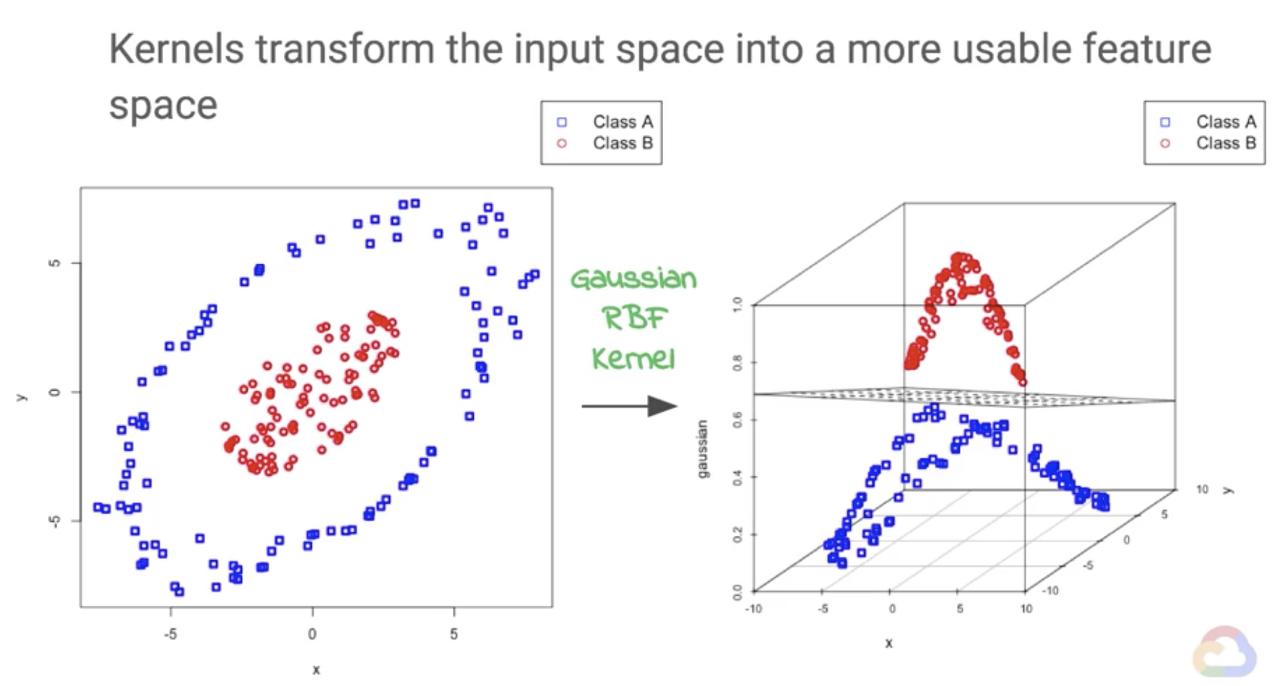 Kernels transform the input space into a more usable feature
space
Class A
Class B
Class A
Class B
5
0
-5
y
-5
0
5
x
Gaussian
RBF
Kernel
1.0
0.8
0.6
0.4
0.2
0.0
gaussian
-10
-5
0
5
10
x
-10
-5
0
5
10
y